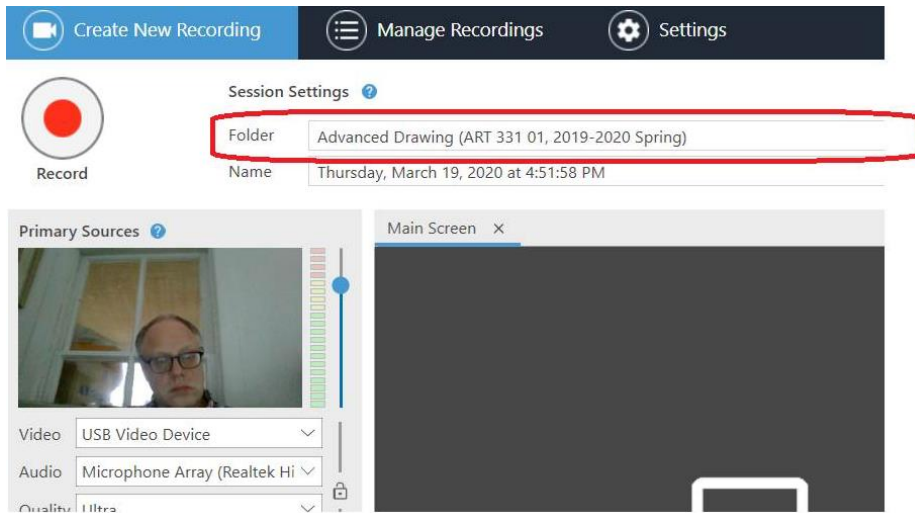 Create New Recording Manage Recordings Settings
Session Settings ?
Folder Advanced Drawing (ART 331 01, 2019-2020 Spring)
Record
Name Thursday, March 19, 2020 at 4:51:58 PM
Primary Sources ?
Main Screen X
Video USB Video Device
Audio Microphone Array (Realtek Hi
Quality Ultra